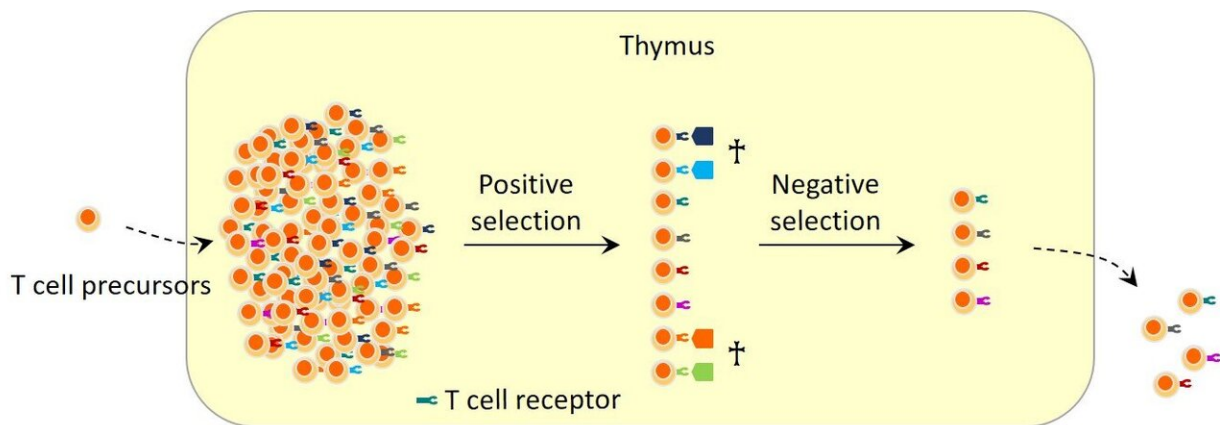 Thymus
Positive
selection
Negative
selection
T cell precursors
T cell receptor